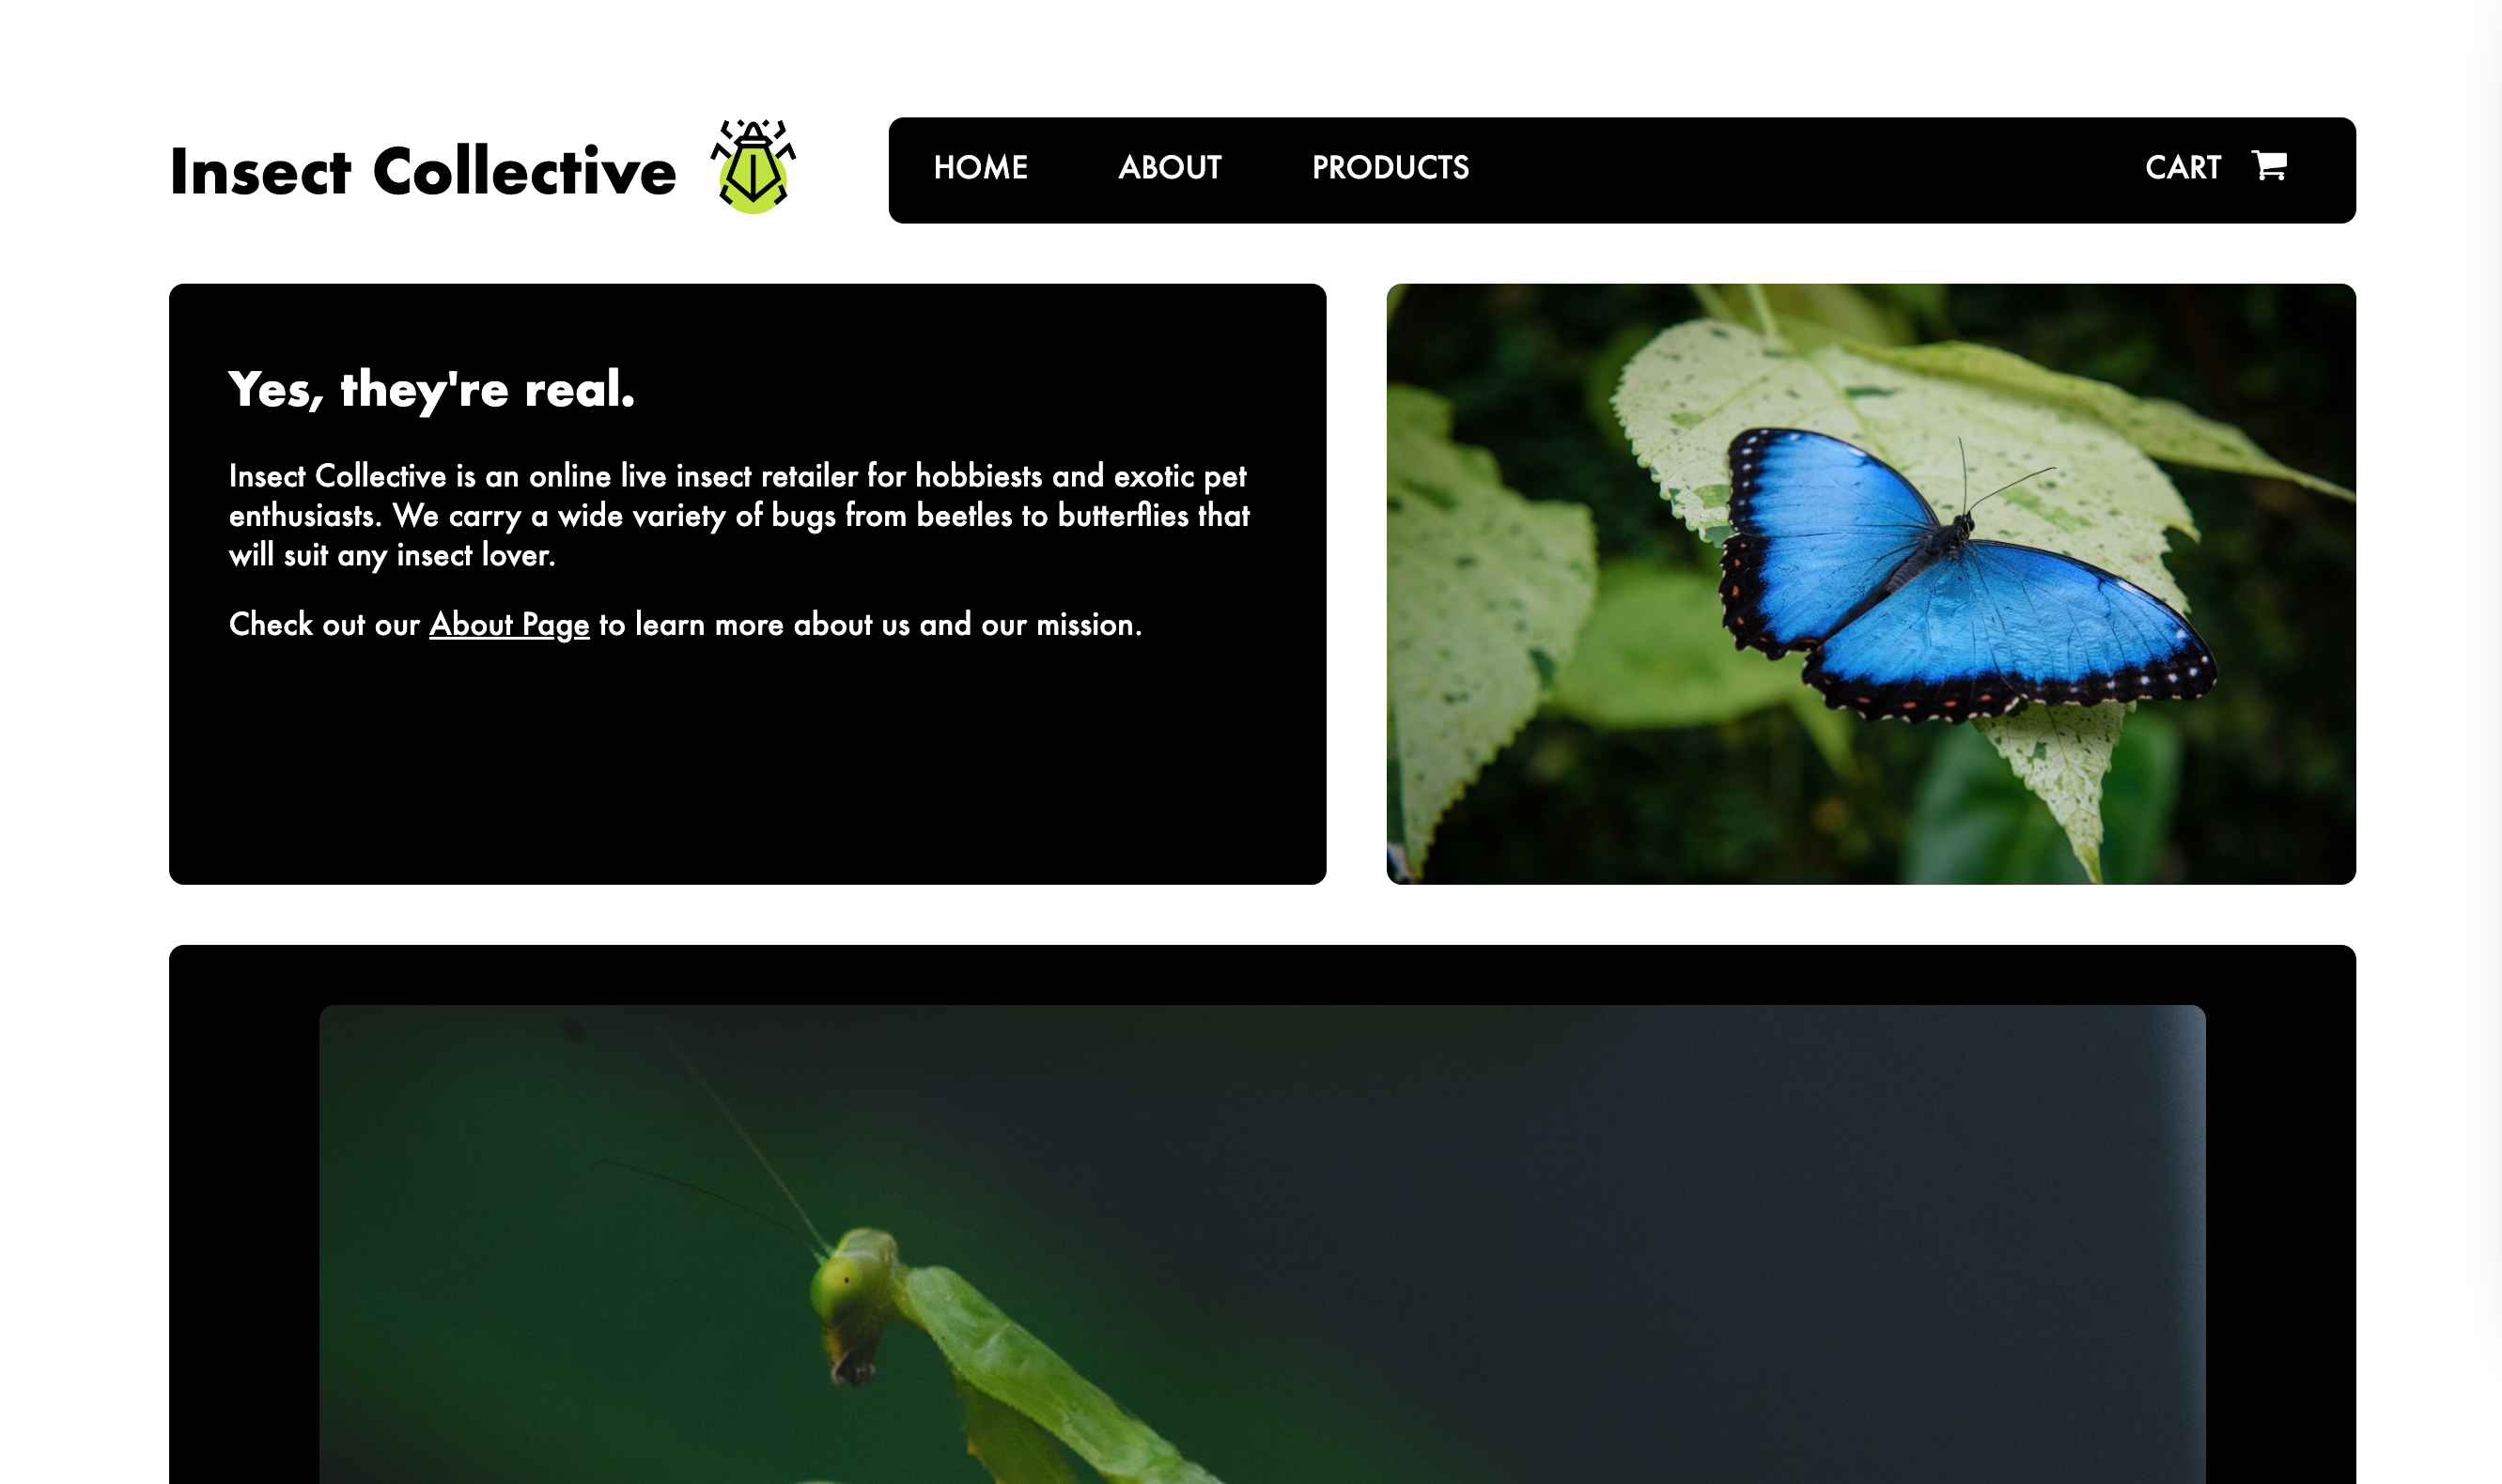 Insect Collective
HOME ABOUT PRODUCTS CART
Yes, they're real.
Insect Collective is an online live insect retailer for hobbiests and exotic pet
enthusiasts. We carry a wide variety of bugs from beetles to butterflies that
will suit any insect lover.
Check out our About Page to learn more about us and our mission.